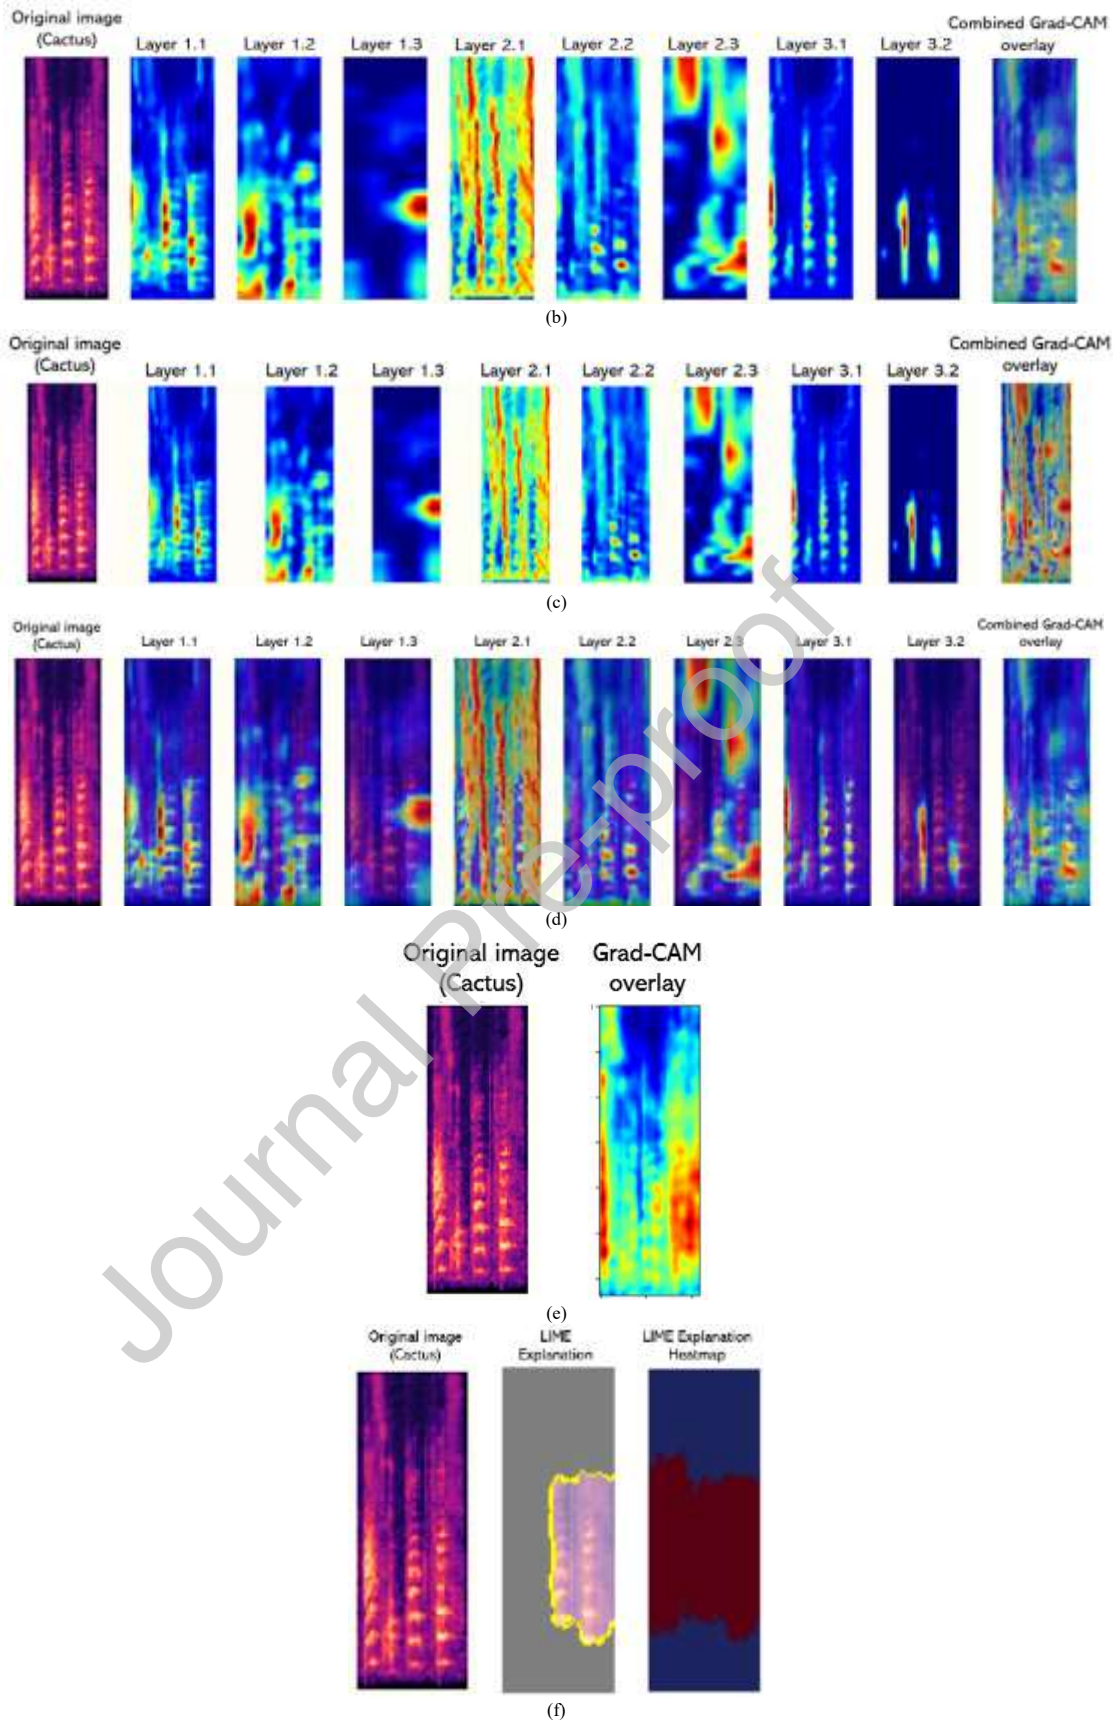 Original image
(Cactus)
Layer 1.1
Layer 1.2
Layer 1.3
Layer 2.1
Layer 2.2
Layer 2.3
Layer 3.1
Layer 3.2
Combined Grad-CAM
overlay
(b)
Original image
(Cactus)
Layer 1.1
Layer 1.2
Layer 1.3
Layer 2.1
Layer 2.2
Layer 2.3
Layer 3.1
Layer 3.2
Combined Grad-CAM
overlay
(c)
Original image
(Cactus)
Layer 1.1
Layer 1.2
Layer 1.3
Layer 2.1
Layer 2.2
Layer 2.3
Layer 3.1
Layer 3.2
Combined Grad-CAM
overlay
(d)
Original image
(Cactus)
Grad-CAM
overlay
(e)
Original image
(Cactus)
LIME
Explanation
LIME Explanation
Heatmap
(f)
Journal Pre-proof